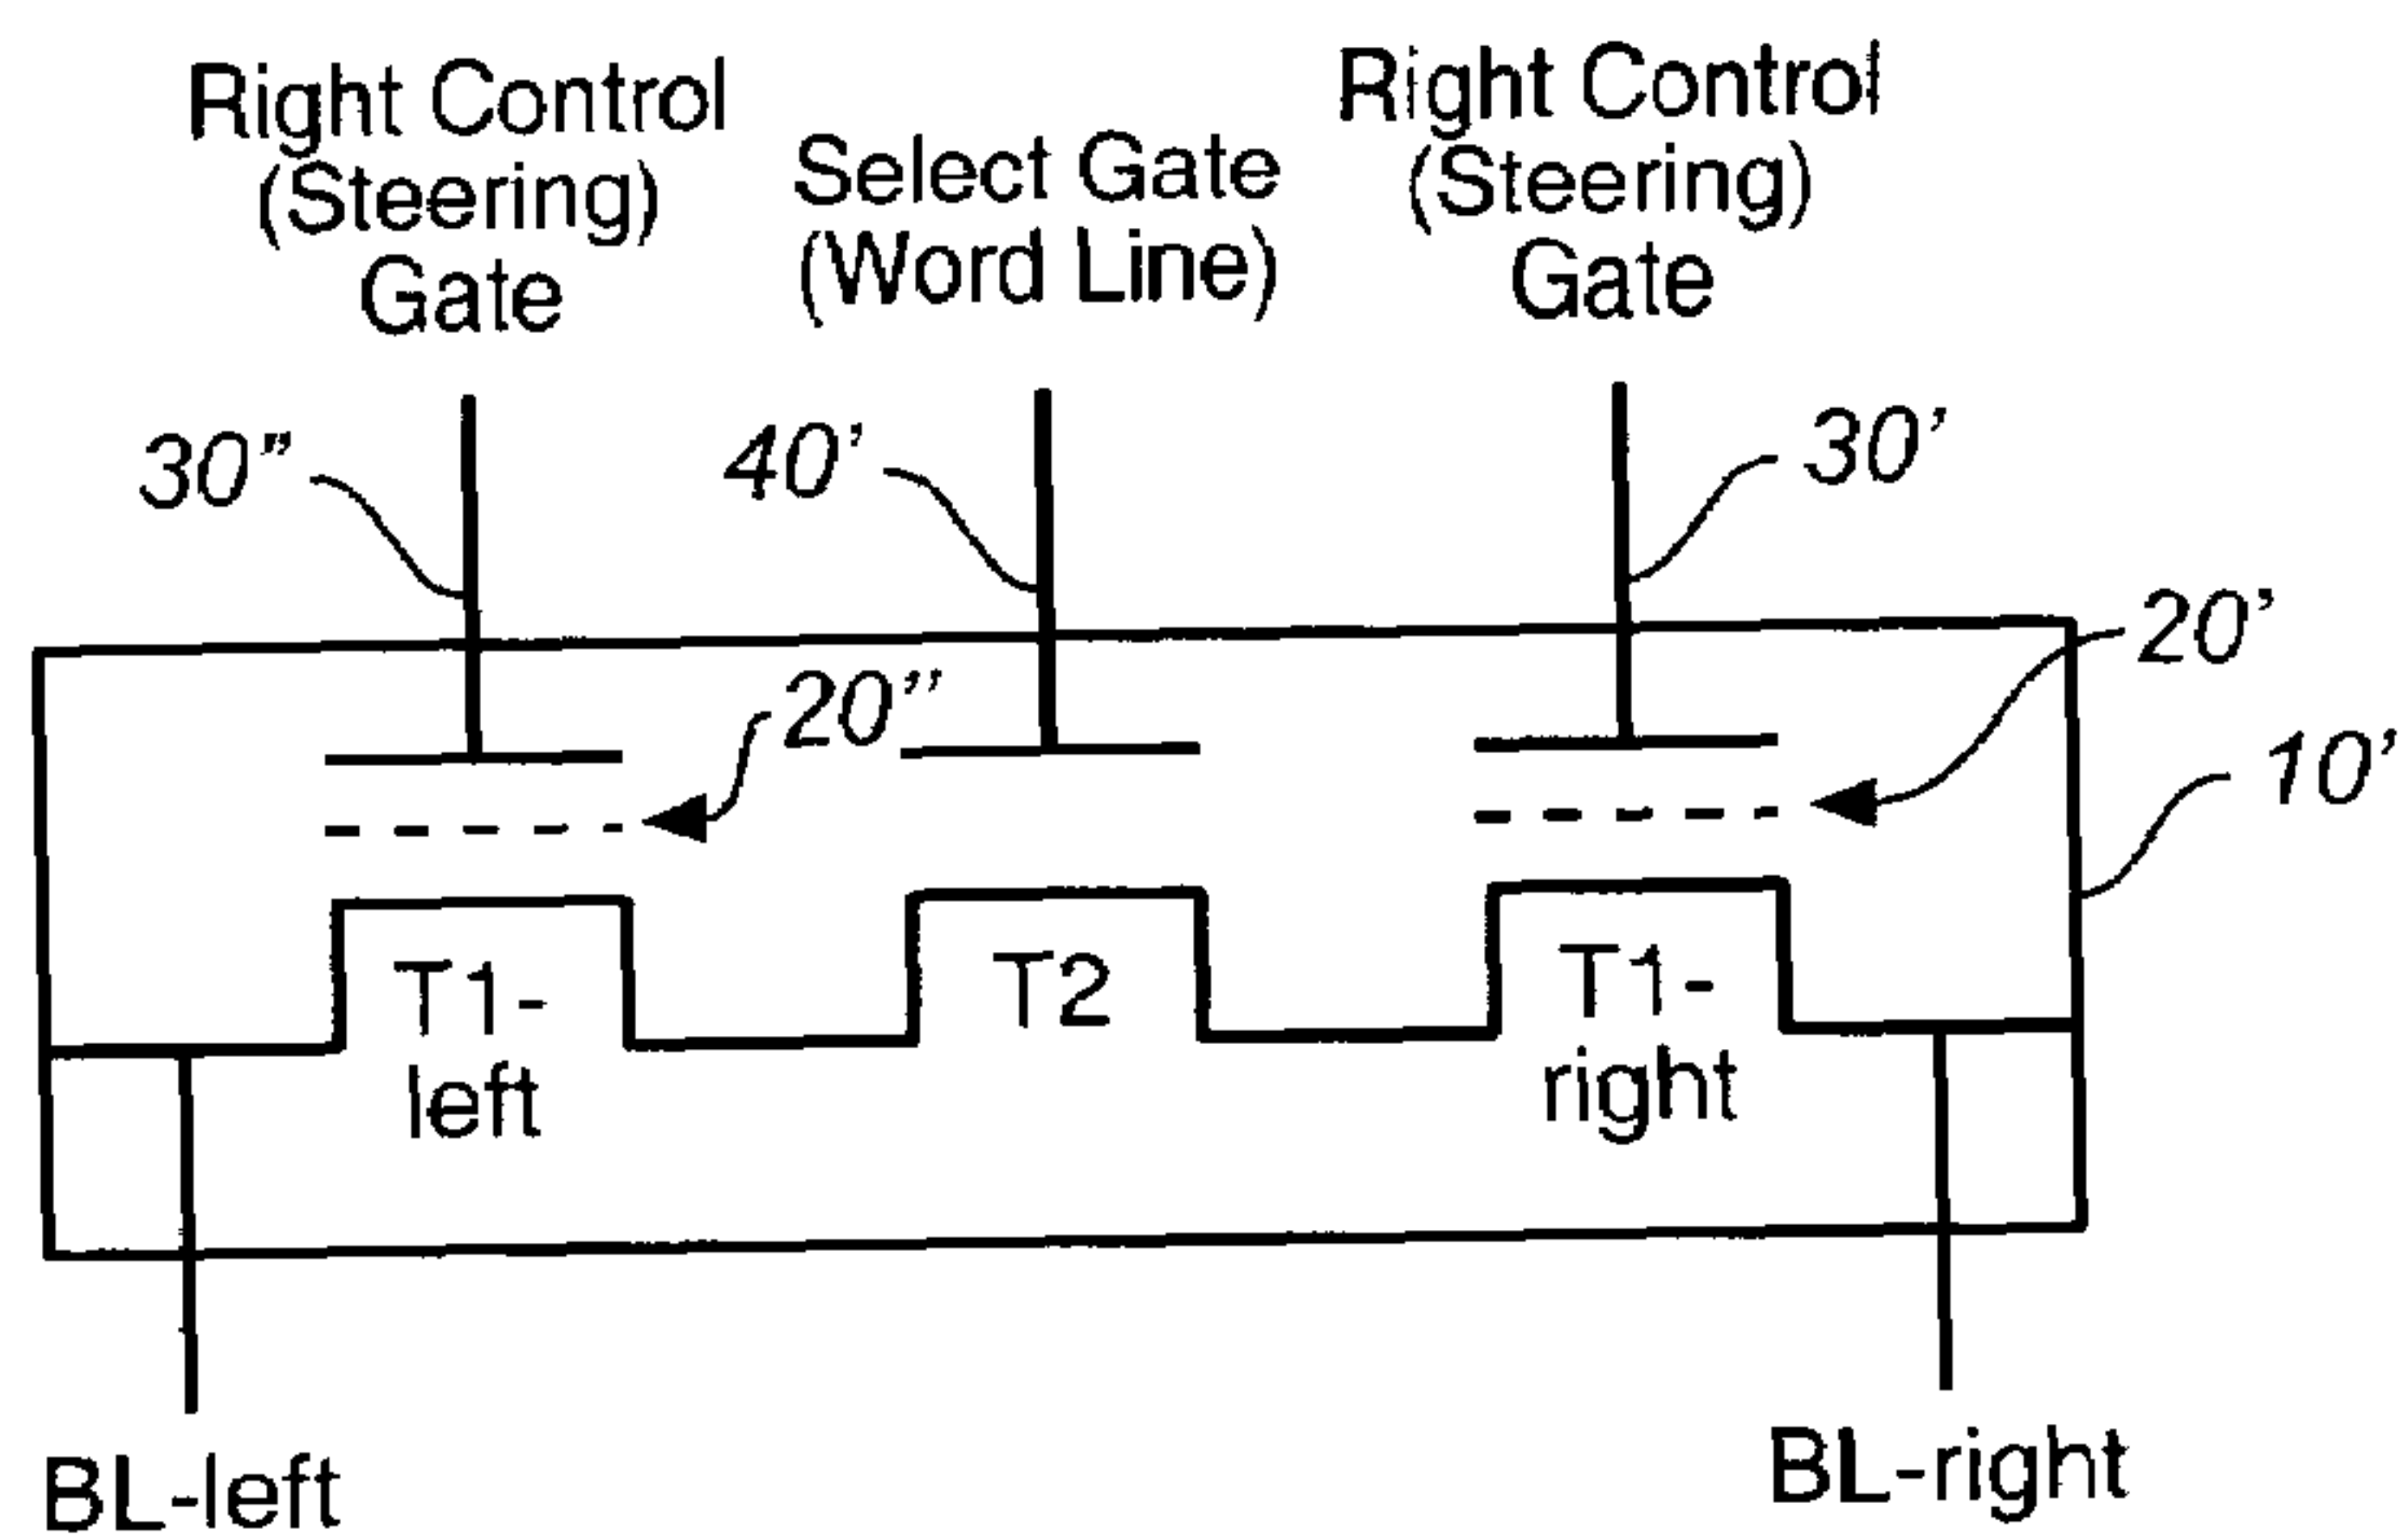 Right Control
(Steering)
Gate
Select Gate
(Word Line)
Right Control
(Steering)
Gate
30"
40'
30'
20'
20"
10'
T1-
left
T2
T1-
right
BL-left
BL-right